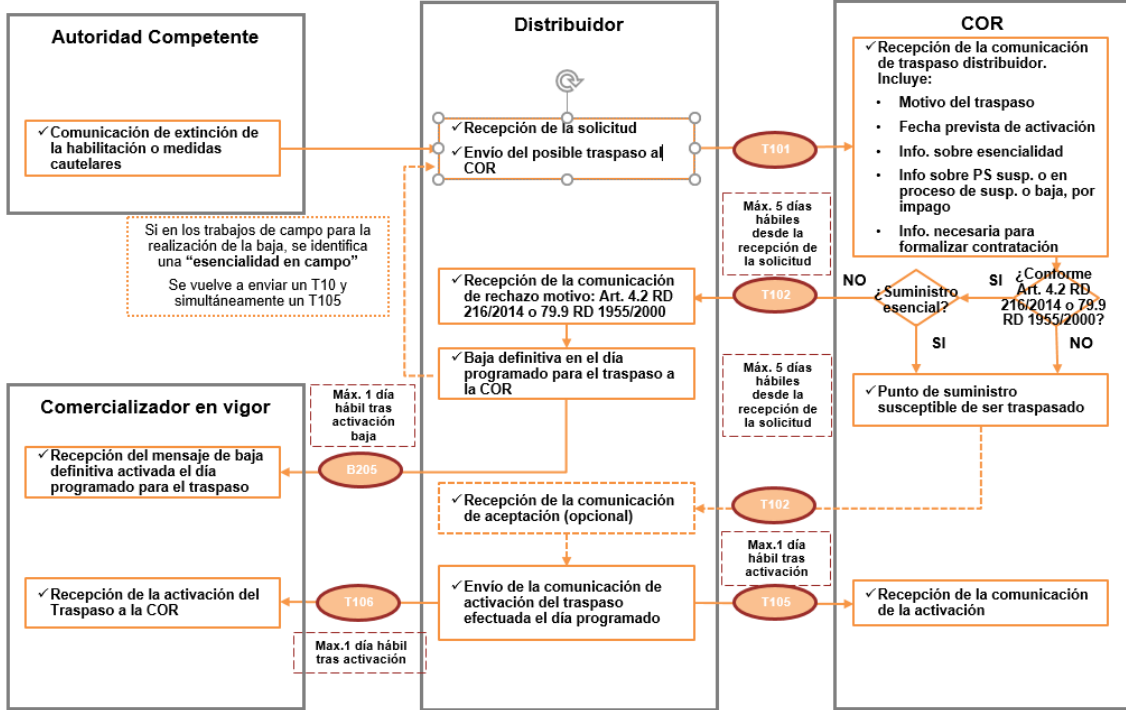 Autoridad Competente
✓Comunicación de extinción de
la habilitación o medidas
cautelares
Distribuidor
✓Recepción de la solicitud
✓Envío del posible traspaso al
COR
T101
COR
✓Recepción de la comunicación
de traspaso distribuidor.
Incluye:
• Motivo del traspaso
• Fecha prevista de activación
• Info. sobre esencialidad
• Info sobre PS susp. o en
proceso de susp. o baja, por
impago
• Info. necesaria para
formalizar contratación
Si en los trabajos de campo para la
realización de la baja, se identifica
una “esencialidad en campo”
Se vuelve a enviar un T10 y
simultáneamente un T105
Máx. 5 días
hábiles
desde la
recepción de
la solicitud
✓Recepción de la comunicación
de rechazo motivo: Art. 4.2 RD
216/2014 o 79.9 RD 1955/2000
T102
NO
¿Suministro
esencial?
SI
¿Conforme
Art. 4.2 RD
216/2014 o 79.9
RD 1955/2000?
SI
NO
✓Baja definitiva en el día
programado para el traspaso a
la COR
Máx. 5 días
hábiles
desde la
recepción de
la solicitud
✓Punto de suministro
susceptible de ser traspasado
Comercializador en vigor
Máx. 1 día
hábil tras
activación
baja
✓Recepción del mensaje de baja
definitiva activada el día
programado para el traspaso
B205
✓Recepción de la comunicación
de aceptación (opcional)
T102
Max.1 día
hábil tras
activación
✓Recepción de la activación del
Traspaso a la COR
T106
✓Envío de la comunicación de
activación del traspaso
efectuada el día programado
T105
✓Recepción de la comunicación
de la activación
Max.1 día hábil
tras activación